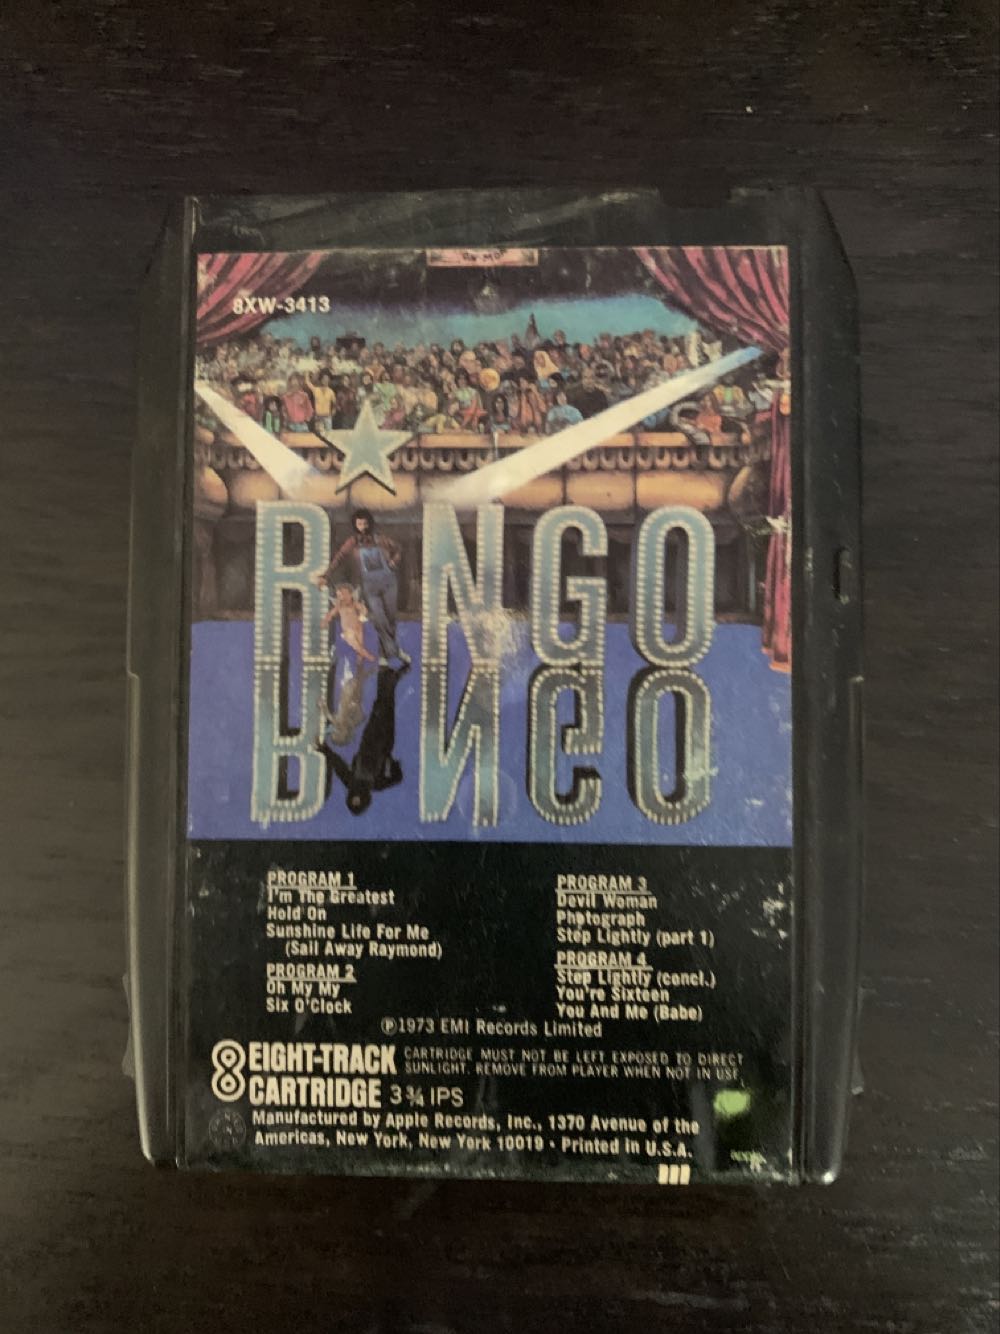 8XW-3413
RINGO
PROGRAM 1
I'm The Greatest
Hold On
Sunshine Life For Me
(Sail Away Raymond)
PROGRAM 2
Oh My My
Six O'Clock
PROGRAM 3
Devil Woman
Photograph
Step Lightly (part 1)
PROGRAM 4
Step Lightly (concl.)
You're Sixteen
You And Me (Babe)
℗1973 EMI Records Limited
8 EIGHT-TRACK
CARTRIDGE 3¾ IPS
CARTRIDGE MUST NOT BE LEFT EXPOSED TO DIRECT
SUNLIGHT. REMOVE FROM PLAYER WHEN NOT IN USE.
Manufactured by Apple Records, Inc., 1370 Avenue of the
Americas, New York, New York 10019 • Printed in U.S.A.